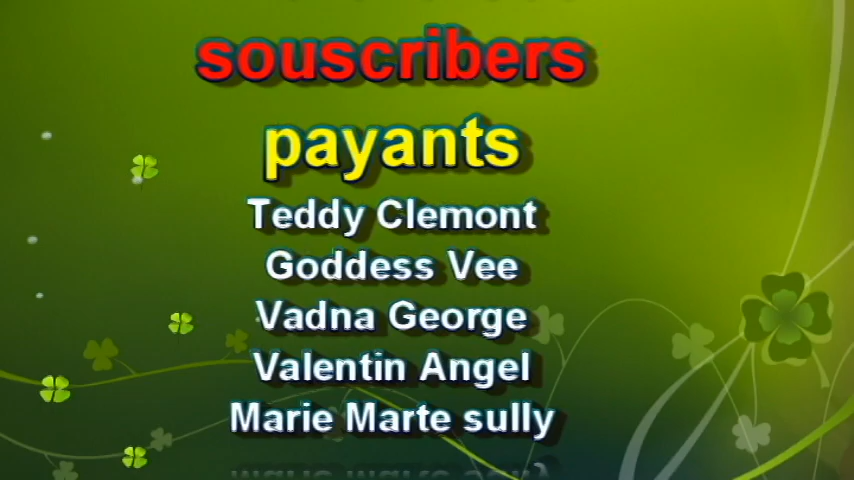 souscribers
payants
Teddy Clemont
Goddess Vee
Vadna George
Valentin Angel
Marie Marte sully